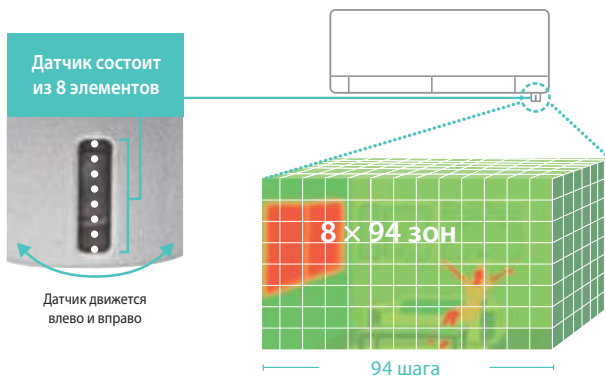 Датчик состоит
из 8 элементов
8 × 94 зон
Датчик движется
влево и вправо
94 шага